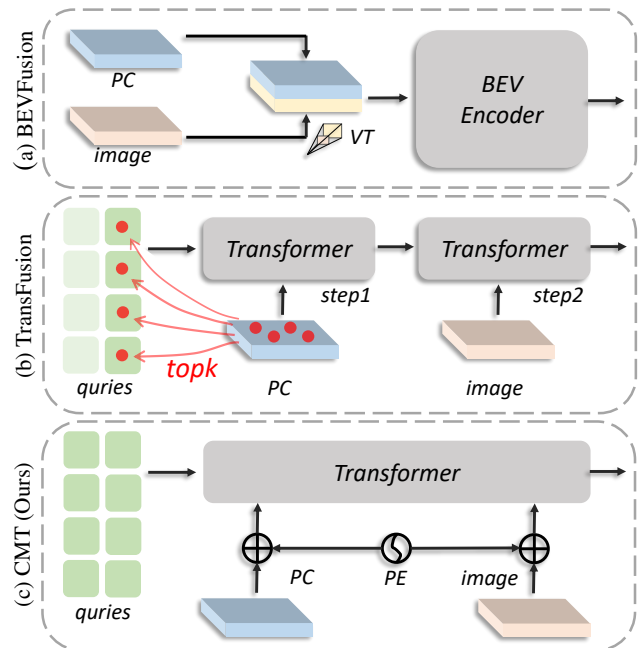 (a) BEVFusion
PC
image
VT
BEV
Encoder
(b) TransFusion
Transformer
Transformer
step1
step2
topk
quries
PC
image
(c) CMT (Ours)
Transformer
PC
PE
image
quries